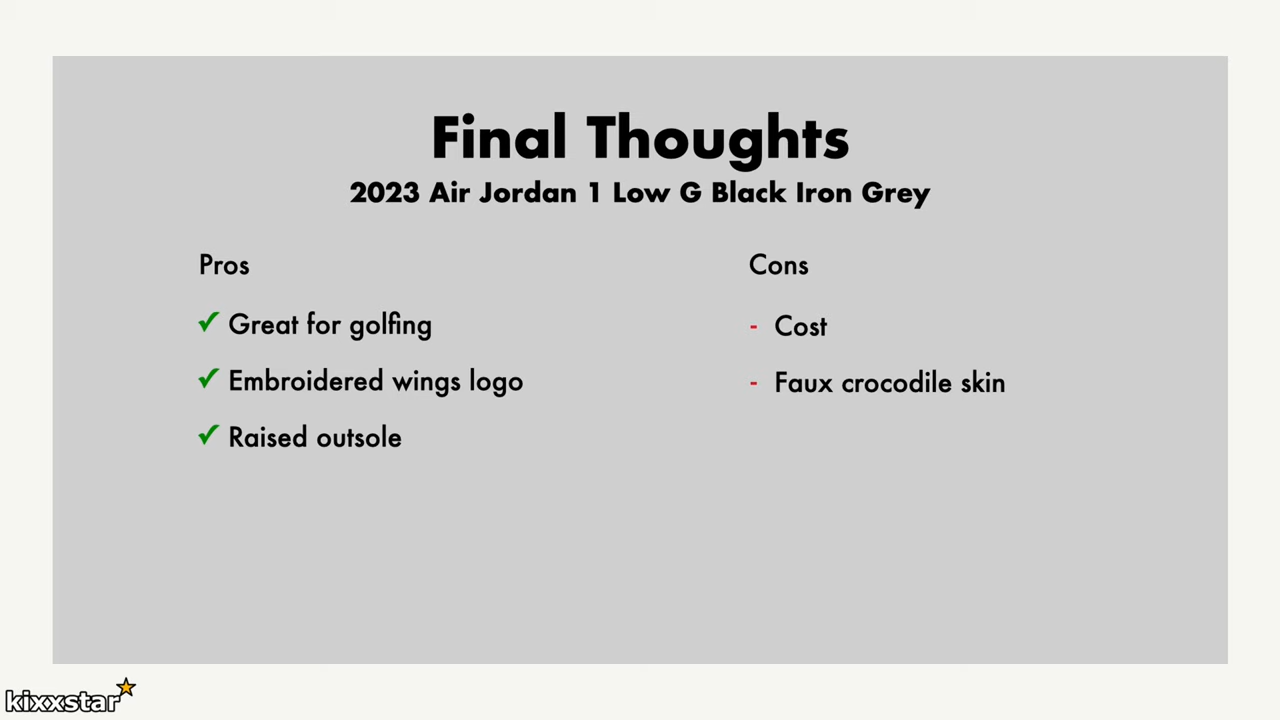 Final Thoughts
2023 Air Jordan 1 Low G Black Iron Grey
Pros
✓ Great for golfing
✓ Embroidered wings logo
✓ Raised outsole
Cons
- Cost
- Faux crocodile skin
kixxstar